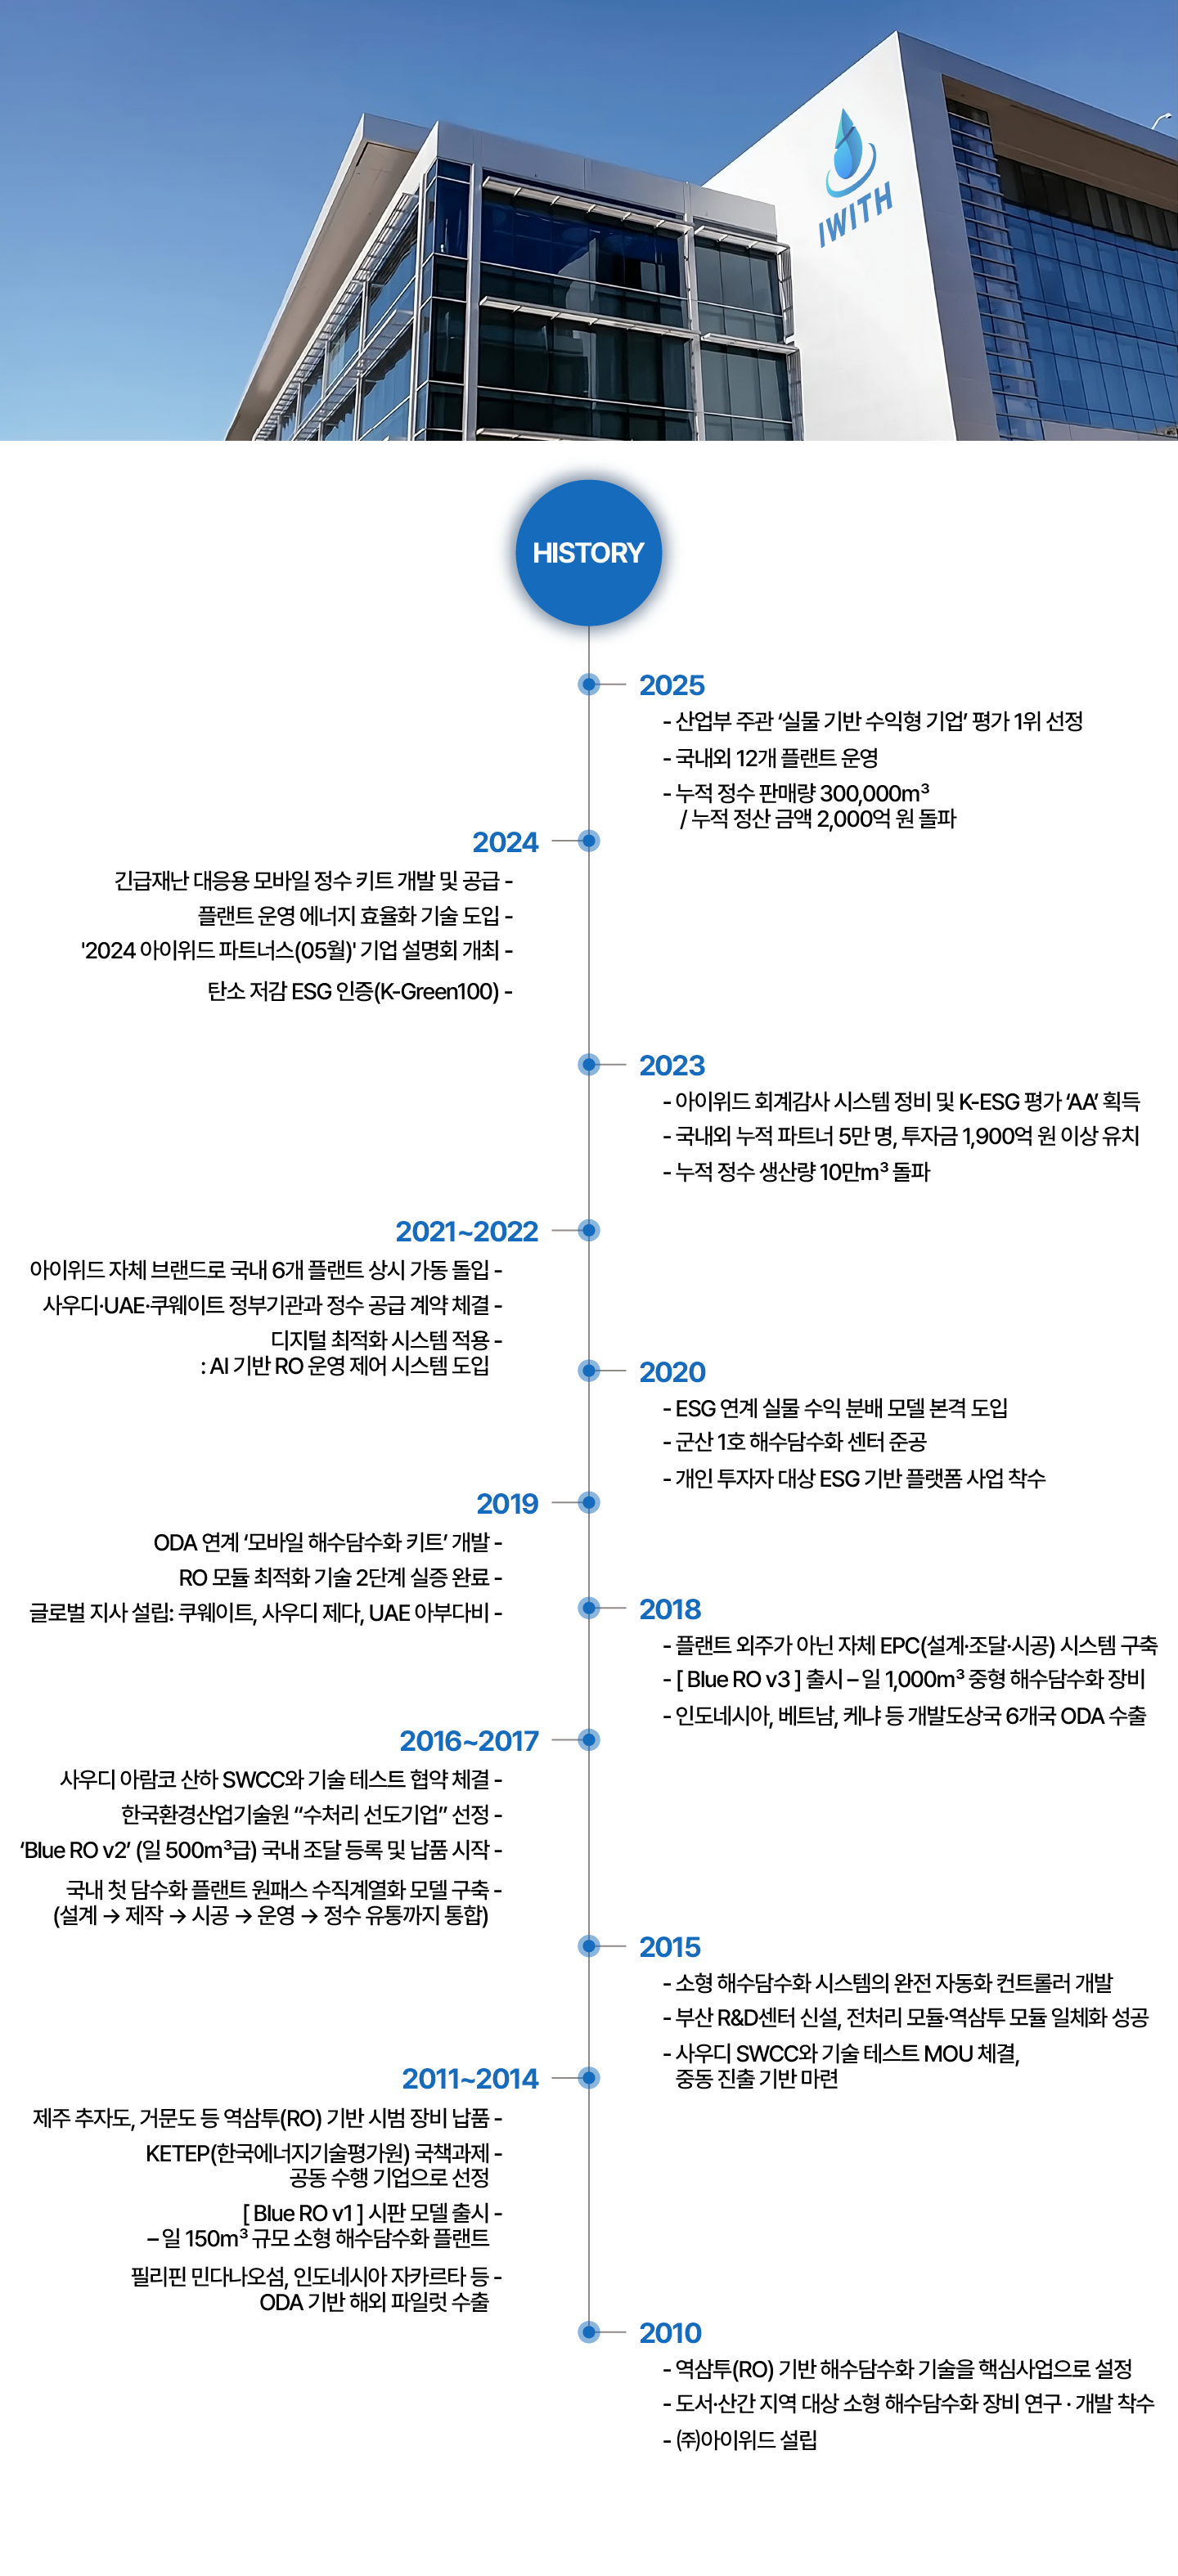 IWITH
HISTORY
2025
- 산업부 주관 ‘실물 기반 수익형 기업’ 평가 1위 선정
- 국내외 12개 플랜트 운영
- 누적 정수 판매량 300,000m³
/ 누적 정산 금액 2,000억 원 돌파
2024
긴급재난 대응용 모바일 정수 키트 개발 및 공급 -
플랜트 운영 에너지 효율화 기술 도입 -
'2024 아이위드 파트너스(05월)' 기업 설명회 개최 -
탄소 저감 ESG 인증(K-Green100) -
2023
- 아이위드 회계감사 시스템 정비 및 K-ESG 평가 ‘AA’ 획득
- 국내외 누적 파트너 5만 명, 투자금 1,900억 원 이상 유치
- 누적 정수 생산량 10만m³ 돌파
2021~2022
아이위드 자체 브랜드로 국내 6개 플랜트 상시 가동 돌입 -
사우디·UAE·쿠웨이트 정부기관과 정수 공급 계약 체결 -
디지털 최적화 시스템 적용 -
: AI 기반 RO 운영 제어 시스템 도입
2020
- ESG 연계 실물 수익 분배 모델 본격 도입
- 군산 1호 해수담수화 센터 준공
- 개인 투자자 대상 ESG 기반 플랫폼 사업 착수
2019
ODA 연계 ‘모바일 해수담수화 키트’ 개발 -
RO 모듈 최적화 기술 2단계 실증 완료 -
글로벌 지사 설립: 쿠웨이트, 사우디 제다, UAE 아부다비 -
2018
- 플랜트 외주가 아닌 자체 EPC(설계·조달·시공) 시스템 구축
- [ Blue RO v3 ] 출시 – 일 1,000m³ 중형 해수담수화 장비
- 인도네시아, 베트남, 케냐 등 개발도상국 6개국 ODA 수출
2016~2017
사우디 아람코 산하 SWCC와 기술 테스트 협약 체결 -
한국환경산업기술원 “수처리 선도기업” 선정 -
‘Blue RO v2’ (일 500m³급) 국내 조달 등록 및 납품 시작 -
국내 첫 담수화 플랜트 원패스 수직계열화 모델 구축 -
(설계 → 제작 → 시공 → 운영 → 정수 유통까지 통합)
2015
- 소형 해수담수화 시스템의 완전 자동화 컨트롤러 개발
- 부산 R&D센터 신설, 전처리 모듈·역삼투 모듈 일체화 성공
- 사우디 SWCC와 기술 테스트 MOU 체결,
중동 진출 기반 마련
2011~2014
제주 추자도, 거문도 등 역삼투(RO) 기반 시범 장비 납품 -
KETEP(한국에너지기술평가원) 국책과제 -
공동 수행 기업으로 선정
[ Blue RO v1 ] 시판 모델 출시 -
– 일 150m³ 규모 소형 해수담수화 플랜트
필리핀 민다나오섬, 인도네시아 자카르타 등 -
ODA 기반 해외 파일럿 수출
2010
- 역삼투(RO) 기반 해수담수화 기술을 핵심사업으로 설정
- 도서·산간 지역 대상 소형 해수담수화 장비 연구 · 개발 착수
- ㈜아이위드 설립